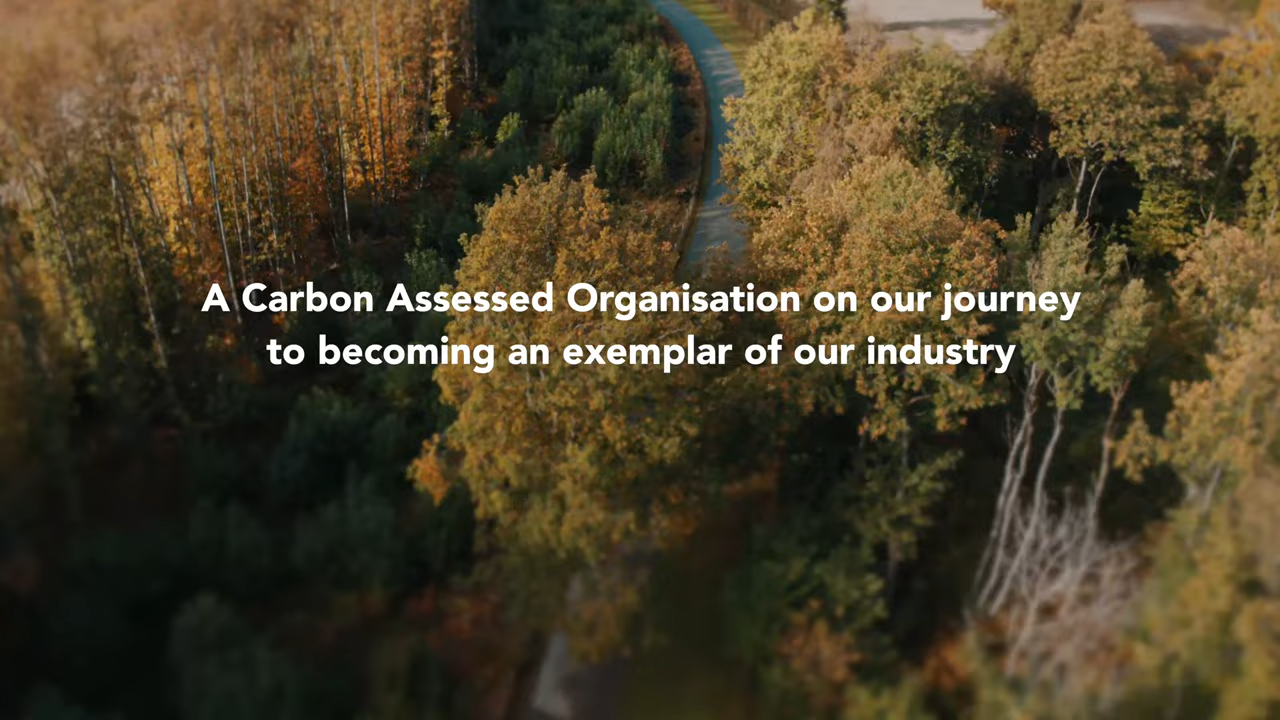 A Carbon Assessed Organisation on our journey
to becoming an exemplar of our industry